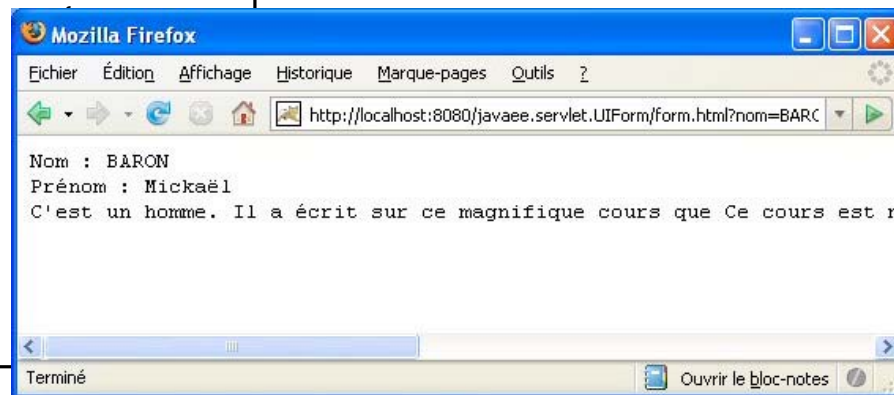 Mozilla Firefox
Fichier Édition Affichage Historique Marque-pages Outils ?
http://localhost:8080/javaee.servlet.UIForm/form.html?nom=BARO
Nom : BARON
Prénom : Mickaël
C'est un homme. Il a écrit sur ce magnifique cours que Ce cours est
Terminé Ouvrir le bloc-notes